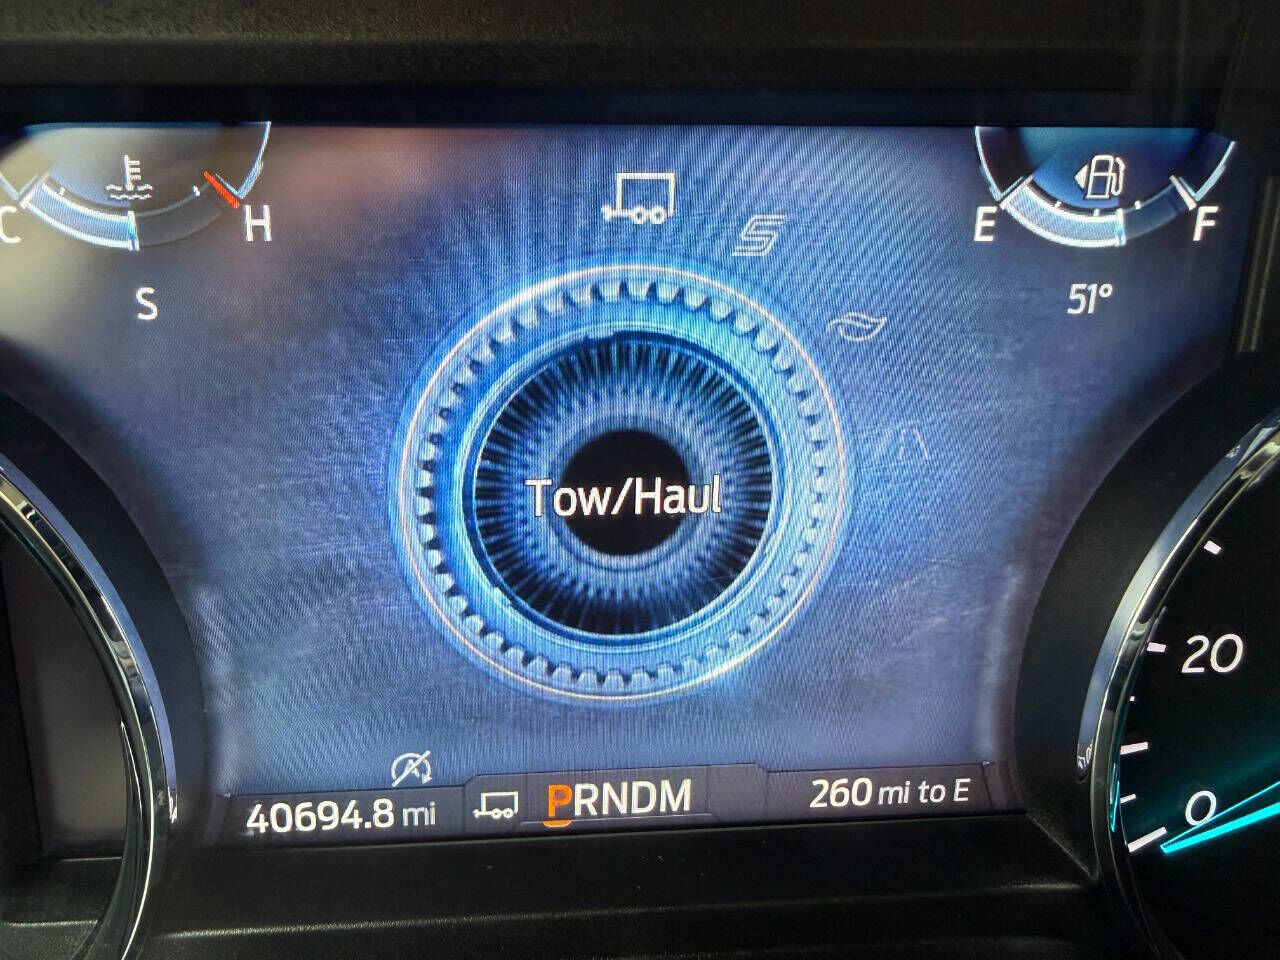 C H
E F
S
51°
Tow/Haul
20
40694.8 mi
PRNDM
260 mi to E
0